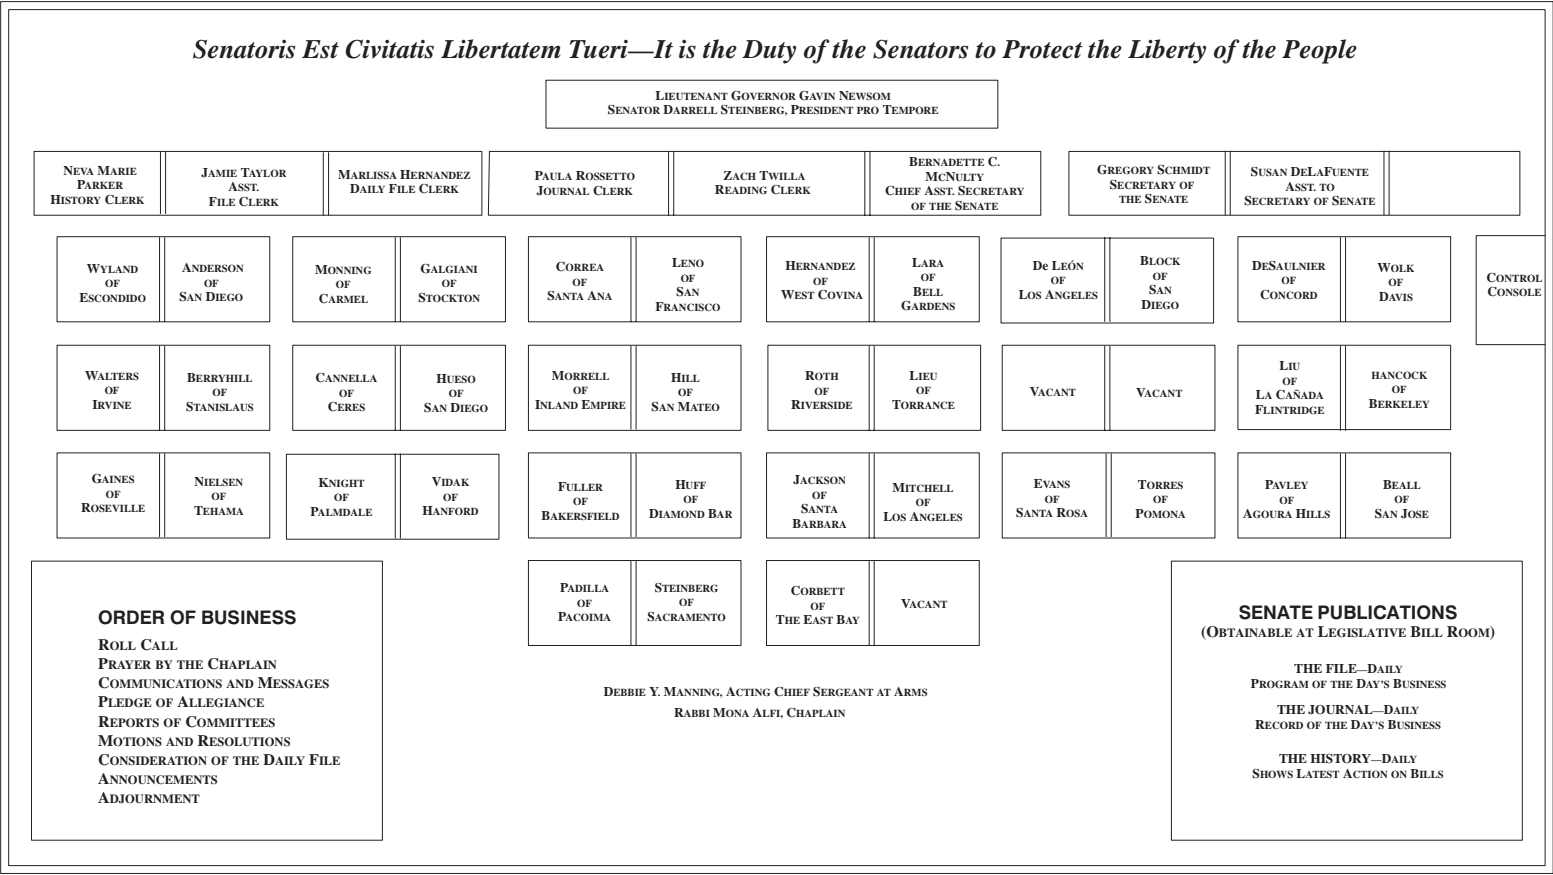 Senatoris Est Civitatis Libertatem Tueri—It is the Duty of the Senators to Protect the Liberty of the People
Lieutenant Governor Gavin Newsom
Senator Darrell Steinberg, President pro Tempore
Neva Marie
Parker
History Clerk
Jamie Taylor
Asst.
File Clerk
Marlissa Hernandez
Daily File Clerk
Paula Rossetto
Journal Clerk
Zach Twilla
Reading Clerk
Bernadette C.
McNulty
Chief Asst. Secretary
of the Senate
Gregory Schmidt
Secretary of
the Senate
Susan DeLaFuente
Asst. to
Secretary of Senate
Wyland
of
Escondido
Anderson
of
San Diego
Monning
of
Carmel
Galgiani
of
Stockton
Correa
of
Santa Ana
Leno
of
San
Francisco
Hernandez
of
West Covina
Lara
of
Bell
Gardens
De León
of
Los Angeles
Block
of
San
Diego
DeSaulnier
of
Concord
Wolk
of
Davis
Control
Console
Walters
of
Irvine
Berryhill
of
Stanislaus
Cannella
of
Ceres
Hueso
of
San Diego
Morrell
of
Inland Empire
Hill
of
San Mateo
Roth
of
Riverside
Lieu
of
Torrance
Vacant
Vacant
Liu
of
La Cañada
Flintridge
hancock
of
Berkeley
Gaines
of
Roseville
Nielsen
of
Tehama
Knight
of
Palmdale
Vidak
of
Hanford
Fuller
of
Bakersfield
Huff
of
Diamond Bar
Jackson
of
Santa
Barbara
Mitchell
of
Los Angeles
Evans
of
Santa Rosa
Torres
of
Pomona
Pavley
of
Agoura Hills
Beall
of
San Jose
Padilla
of
Pacoima
Steinberg
of
Sacramento
Corbett
of
The East Bay
Vacant
ORDER OF BUSINESS
Roll Call
Prayer by the Chaplain
Communications and Messages
Pledge of Allegiance
Reports of Committees
Motions and Resolutions
Consideration of the Daily File
Announcements
Adjournment
Debbie Y. Manning, Acting Chief Sergeant at Arms
Rabbi Mona Alfi, Chaplain
SENATE PUBLICATIONS
(Obtainable at Legislative Bill Room)
THE FILE—Daily
Program of the Day's Business
THE JOURNAL—Daily
Record of the Day's Business
THE HISTORY—Daily
Shows Latest Action on Bills